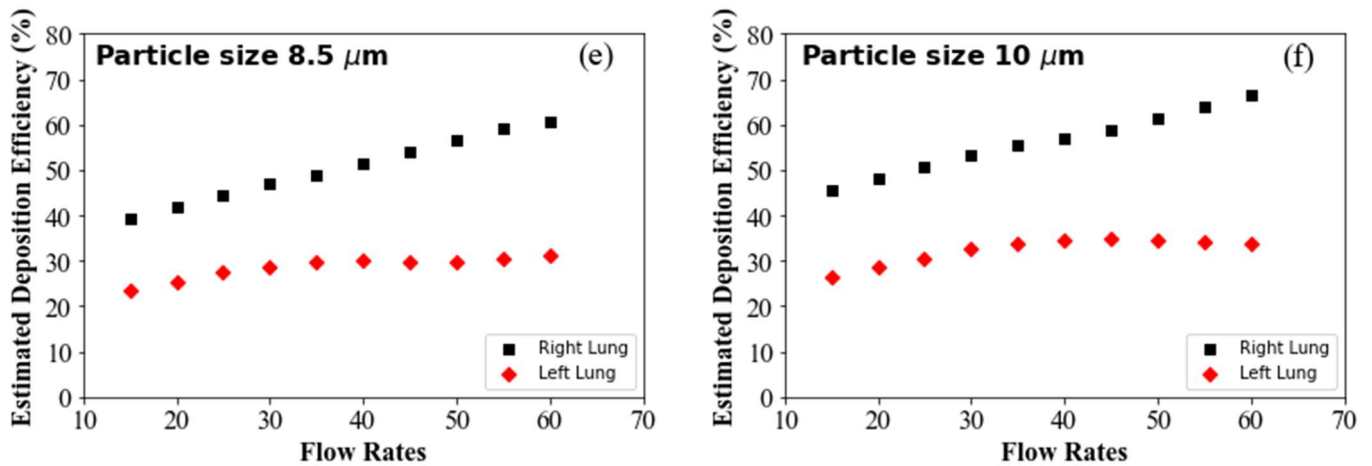 Estimated Deposition Efficiency (%)
80
70
60
50
40
30
20
10
0
Particle size 8.5 μm
(e)
Right Lung
Left Lung
10 20 30 40 50 60 70
Flow Rates
Estimated Deposition Efficiency (%)
80
70
60
50
40
30
20
10
0
Particle size 10 μm
(f)
Right Lung
Left Lung
10 20 30 40 50 60 70
Flow Rates